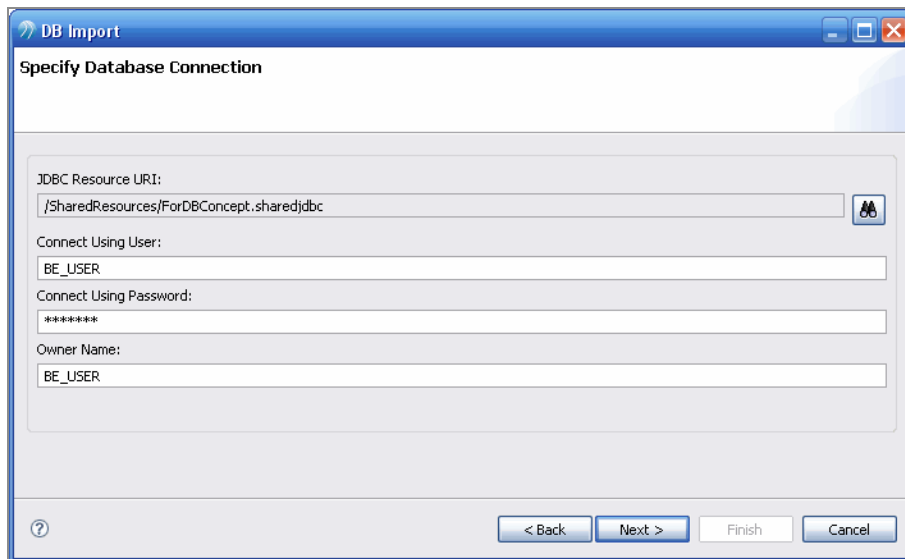 DB Import
Specify Database Connection
JDBC Resource URI:
/SharedResources/ForDBConcept.sharedjdbc
Connect Using User:
BE_USER
Connect Using Password:
*******
Owner Name:
BE_USER
?
< Back Next > Finish Cancel